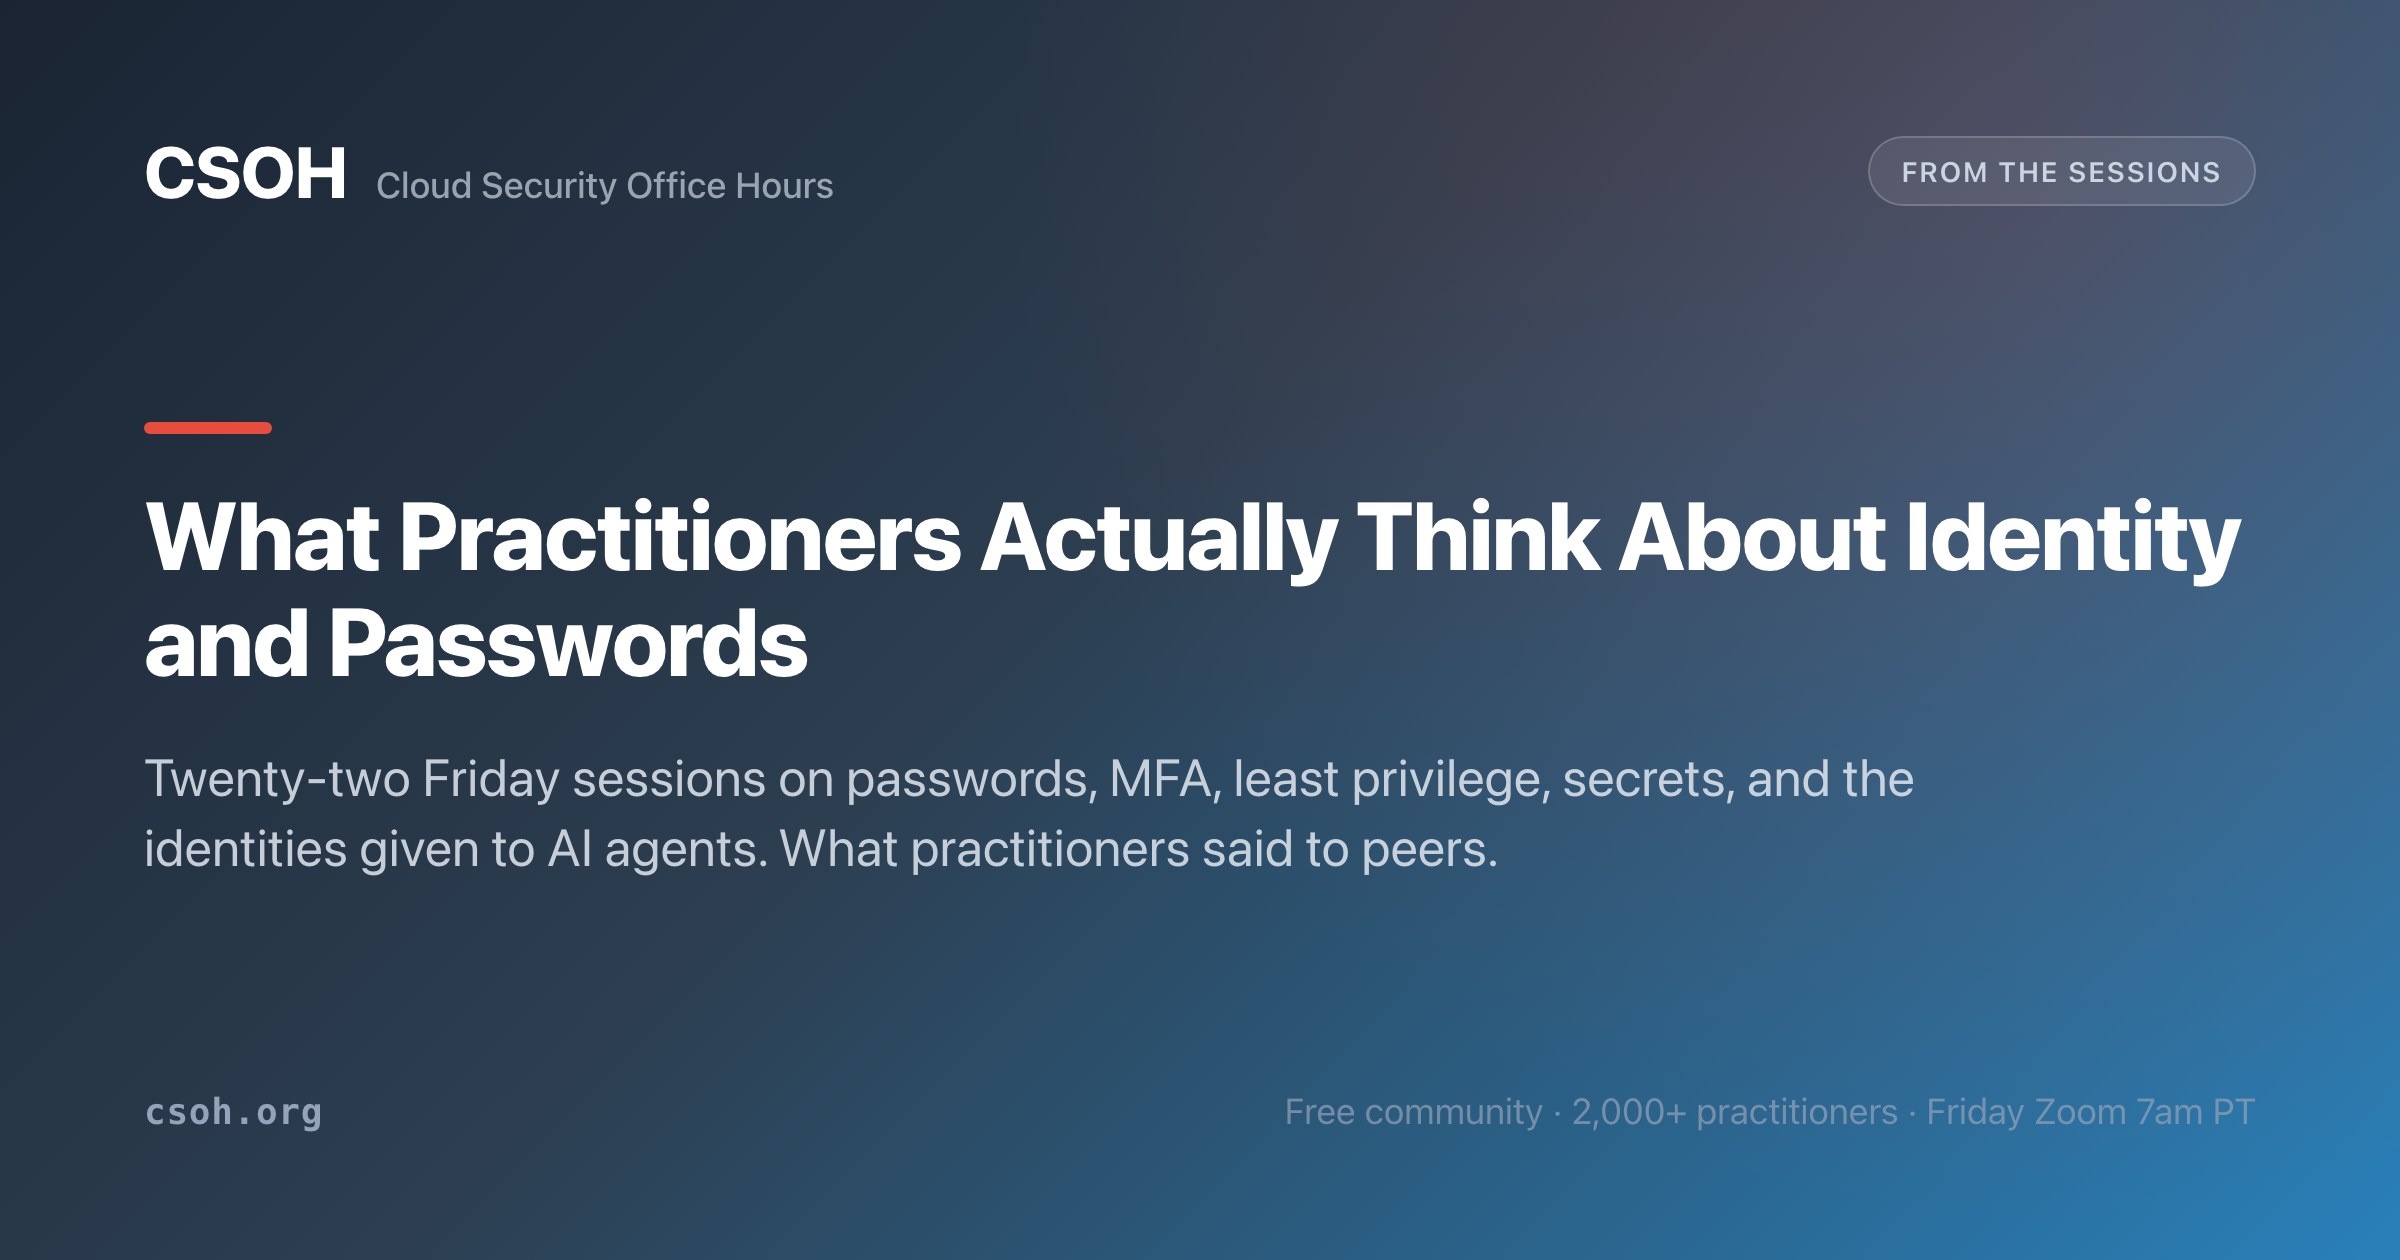 CSOH Cloud Security Office Hours
FROM THE SESSIONS
What Practitioners Actually Think About Identity
and Passwords
Twenty-two Friday sessions on passwords, MFA, least privilege, secrets, and the
identities given to AI agents. What practitioners said to peers.
csoh.org
Free community · 2,000+ practitioners · Friday Zoom 7am PT